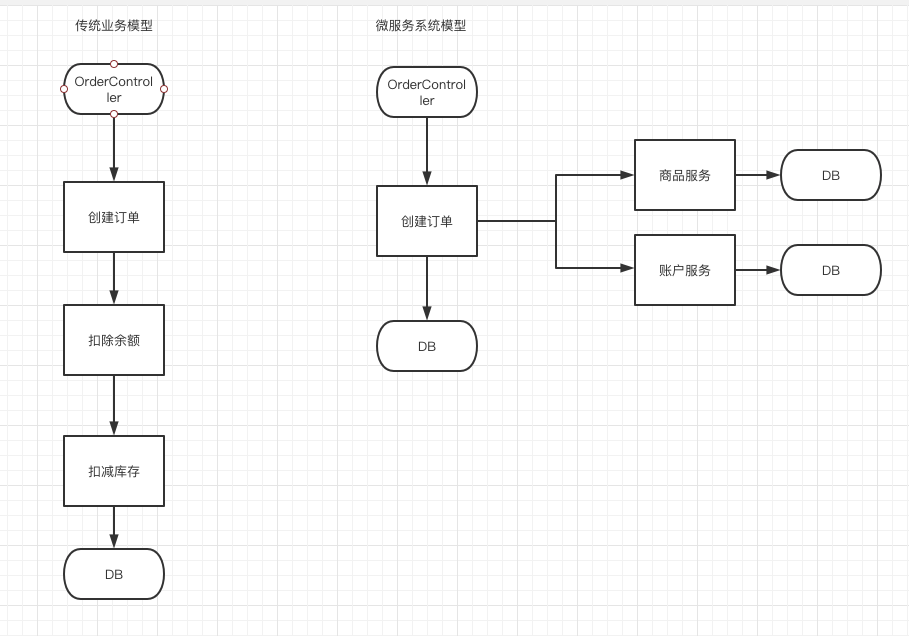 传统业务模型
OrderControl
ler
创建订单
扣除余额
扣减库存
DB
微服务系统模型
OrderControl
ler
创建订单
DB
商品服务
DB
账户服务
DB